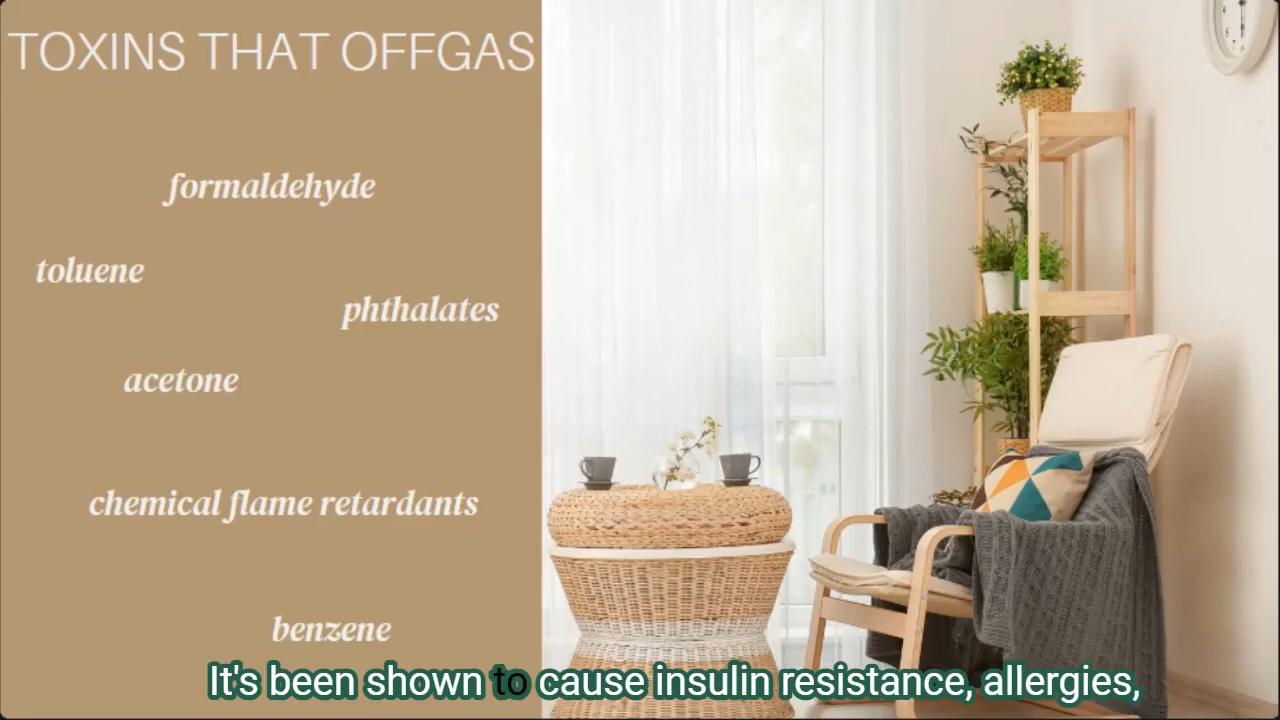 TOXINS THAT OFFGAS
formaldehyde
toluene
phthalates
acetone
chemical flame retardants
benzene
It's been shown to cause insulin resistance, allergies,